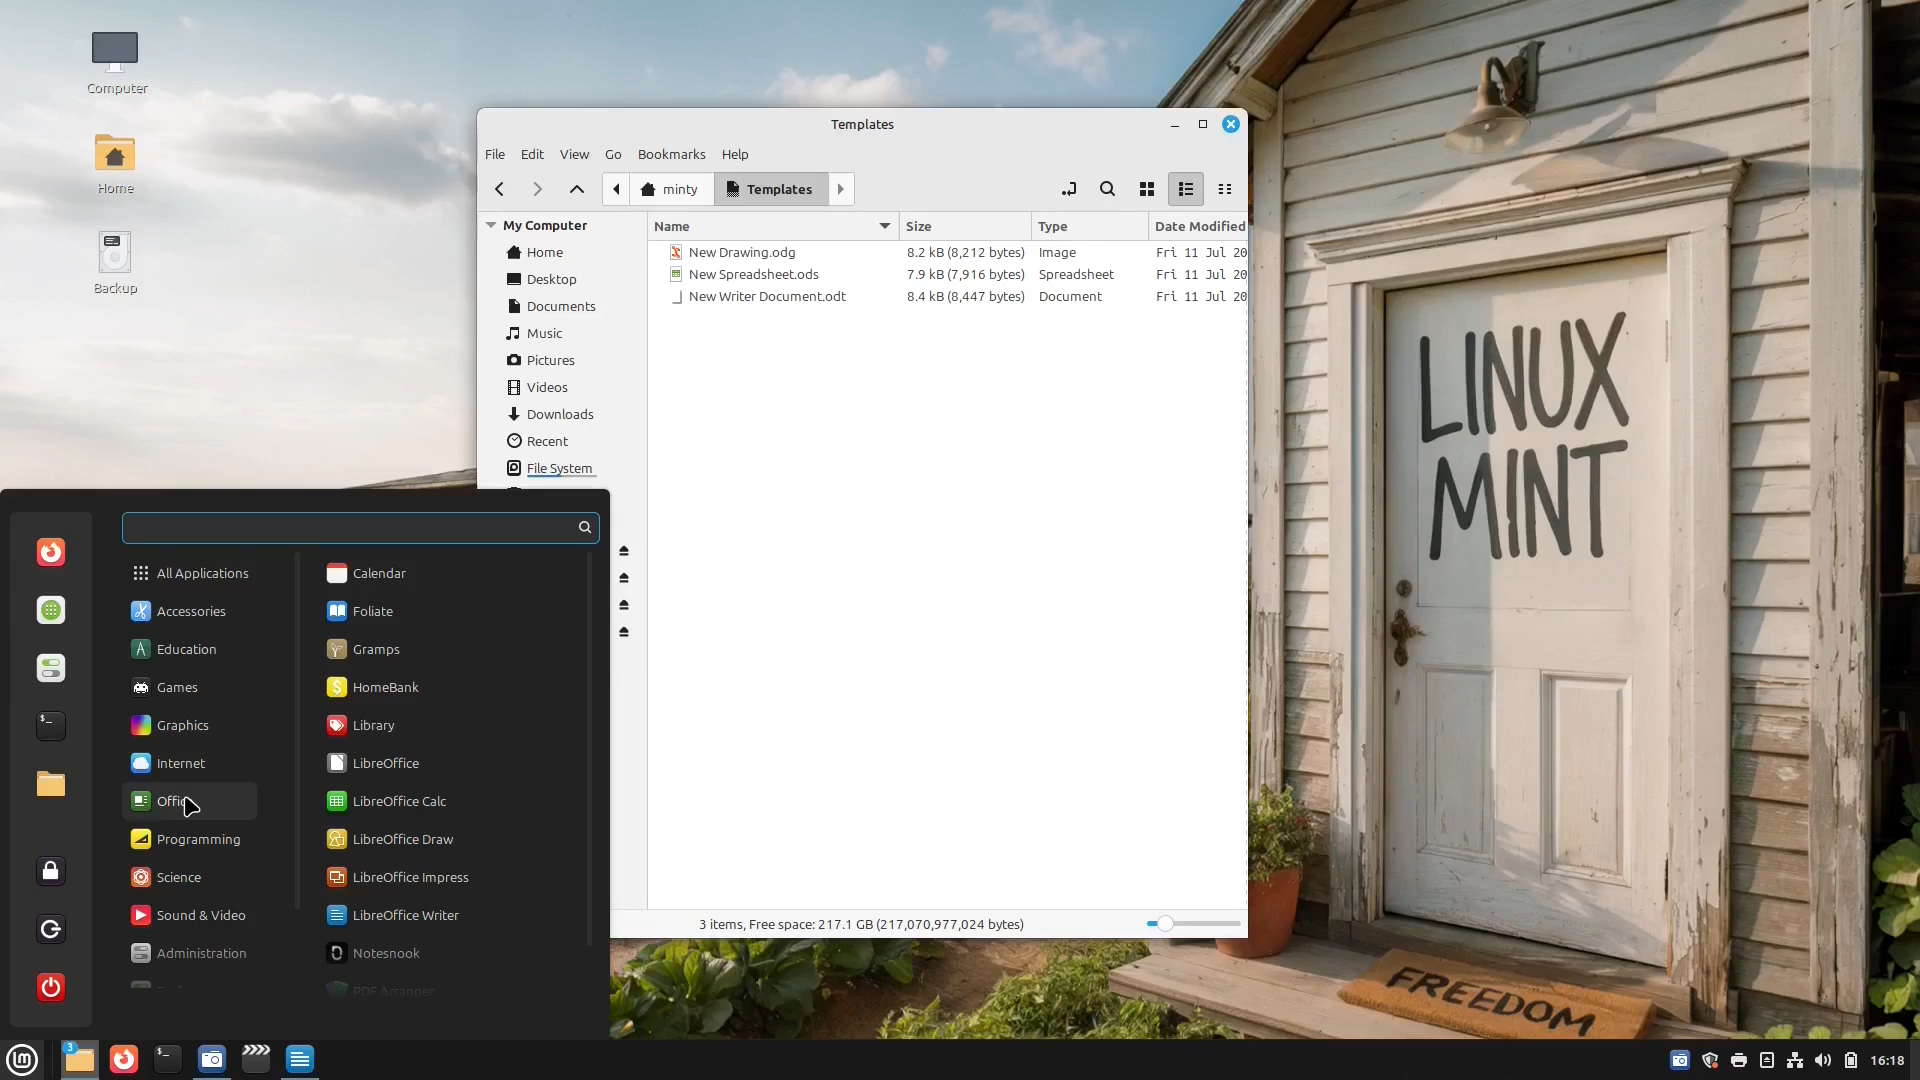 Computer
Home
Backup
Templates
File Edit View Go Bookmarks Help
minty Templates
My Computer
Home
Desktop
Documents
Music
Pictures
Videos
Downloads
Recent
File System
Name Size Type Date Modified
New Drawing.odg 8.2 kB (8,212 bytes) Image Fri 11 Jul 20
New Spreadsheet.ods 7.9 kB (7,916 bytes) Spreadsheet Fri 11 Jul 20
New Writer Document.odt 8.4 kB (8,447 bytes) Document Fri 11 Jul 20
3 items, Free space: 217.1 GB (217,070,977,024 bytes)
All Applications
Accessories
Education
Games
Graphics
Internet
Office
Programming
Science
Sound & Video
Administration
Calendar
Foliate
Gramps
HomeBank
Library
LibreOffice
LibreOffice Calc
LibreOffice Draw
LibreOffice Impress
LibreOffice Writer
Notesnook
PDF Arranger
LINUX
MINT
FREEDOM
3
16:18